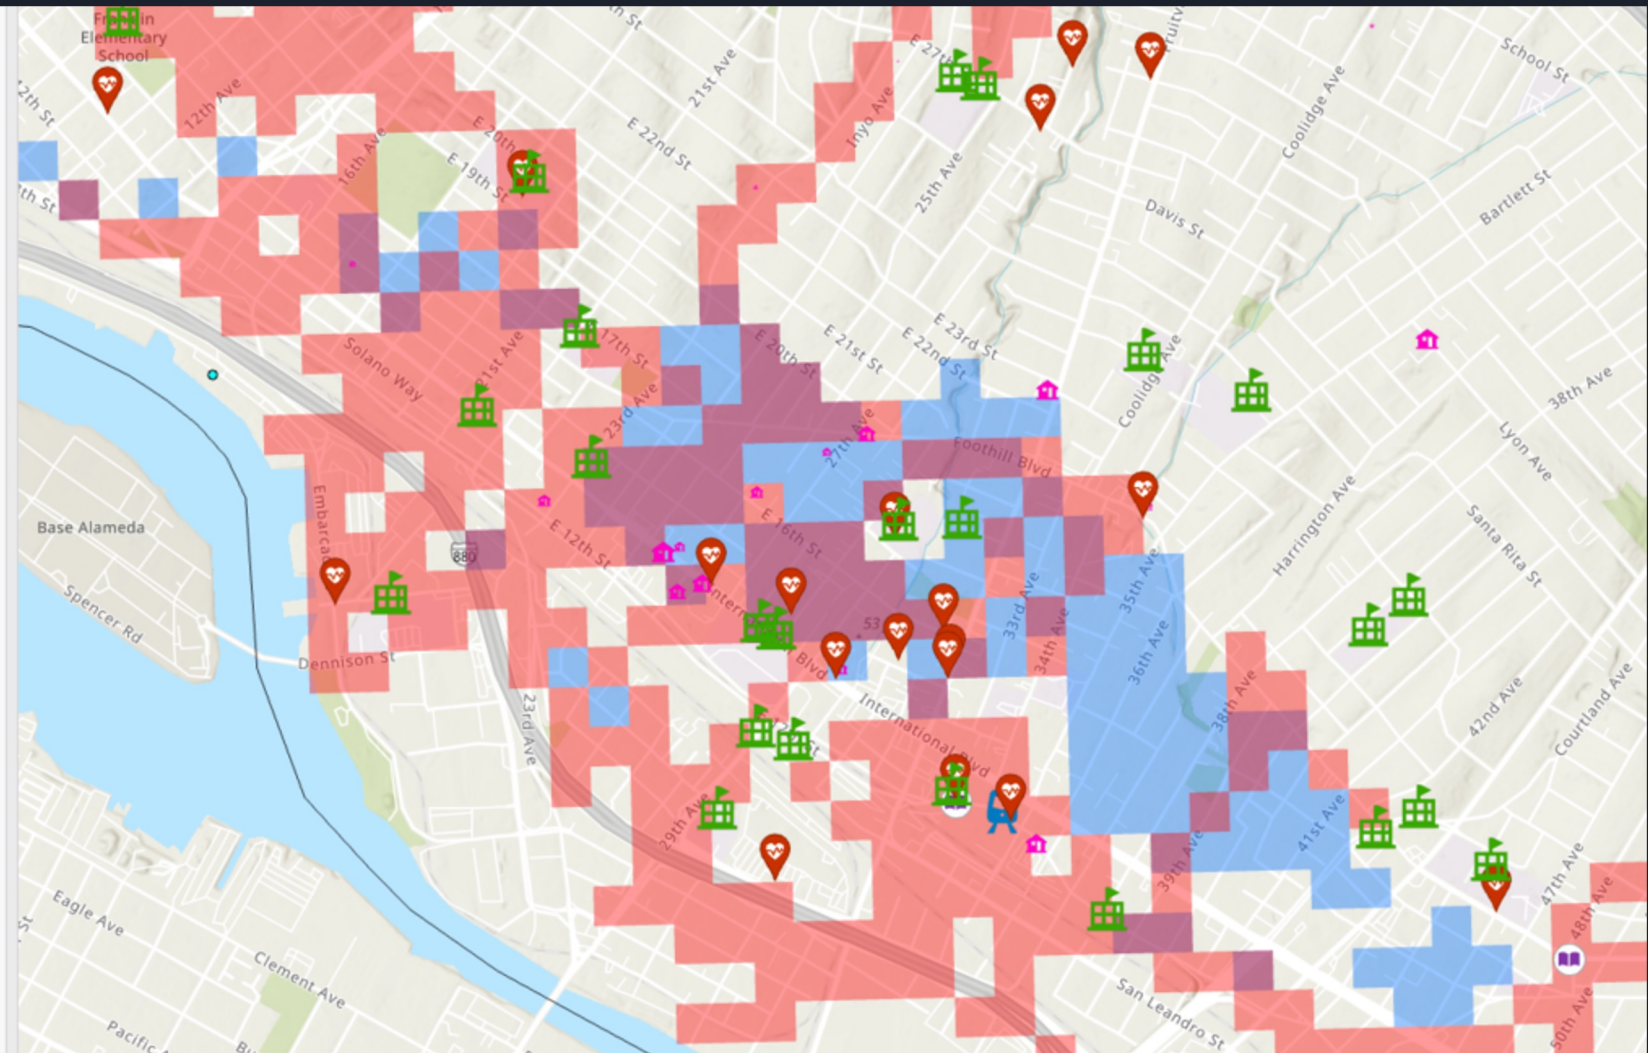 Franklin
Elementary
School
12th St
12th Ave
16th Ave
E 20th
E 19th St
21st Ave
E 22nd St
E 27th
Inyo Ave
25th Ave
Davis St
Coolidge Ave
School St
Bartlett St
Solano Way
21st Ave
17th St
23rd Ave
E 20th St
E 21st St
E 22nd St
E 23rd St
27th Ave
Foothill Blvd
Coolidge Ave
38th Ave
Lyon Ave
Santa Rita St
Harrington Ave
Base Alameda
Spencer Rd
Embarca
880
E 12th St
E 16th St
Dennison St
23rd Ave
53
33rd Ave
34th Ave
35th Ave
36th Ave
38th Ave
International Blvd
29th Ave
39th Ave
41st Ave
42nd Ave
Courtland Ave
47th Ave
48th Ave
50th Ave
San Leandro St
Eagle Ave
Clement Ave
Pacific